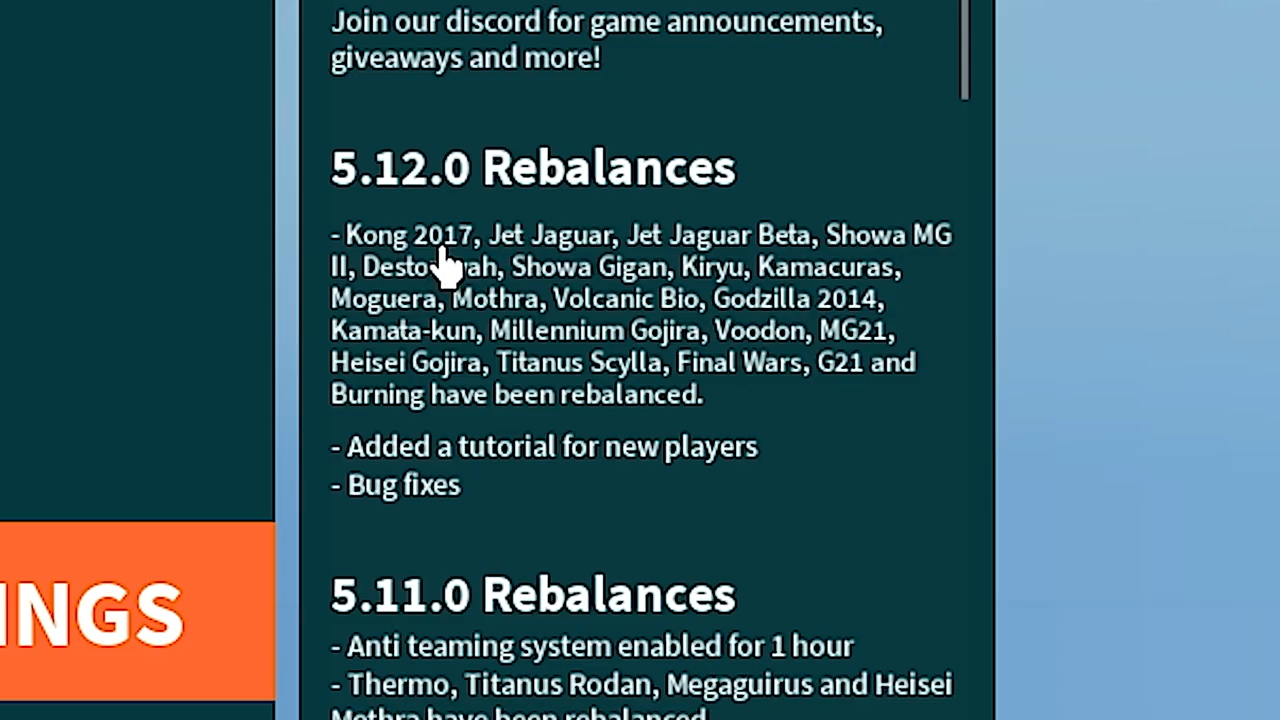 Join our discord for game announcements,
giveaways and more!
5.12.0 Rebalances
- Kong 2017, Jet Jaguar, Jet Jaguar Beta, Showa MG
II, Showa Gigan, Kiryu, Kamacuras,
Moguera, Mothra, Volcanic Bio, Godzilla 2014,
Kamata-kun, Millennium Gojira, Voodon, MG21,
Heisei Gojira, Titanus Scylla, Final Wars, G21 and
Burning have been rebalanced.
- Added a tutorial for new players
- Bug fixes
INGS
5.11.0 Rebalances
- Anti teaming system enabled for 1 hour
- Thermo, Titanus Rodan, Megaguirus and Heisei
Mothra have been rebalanced